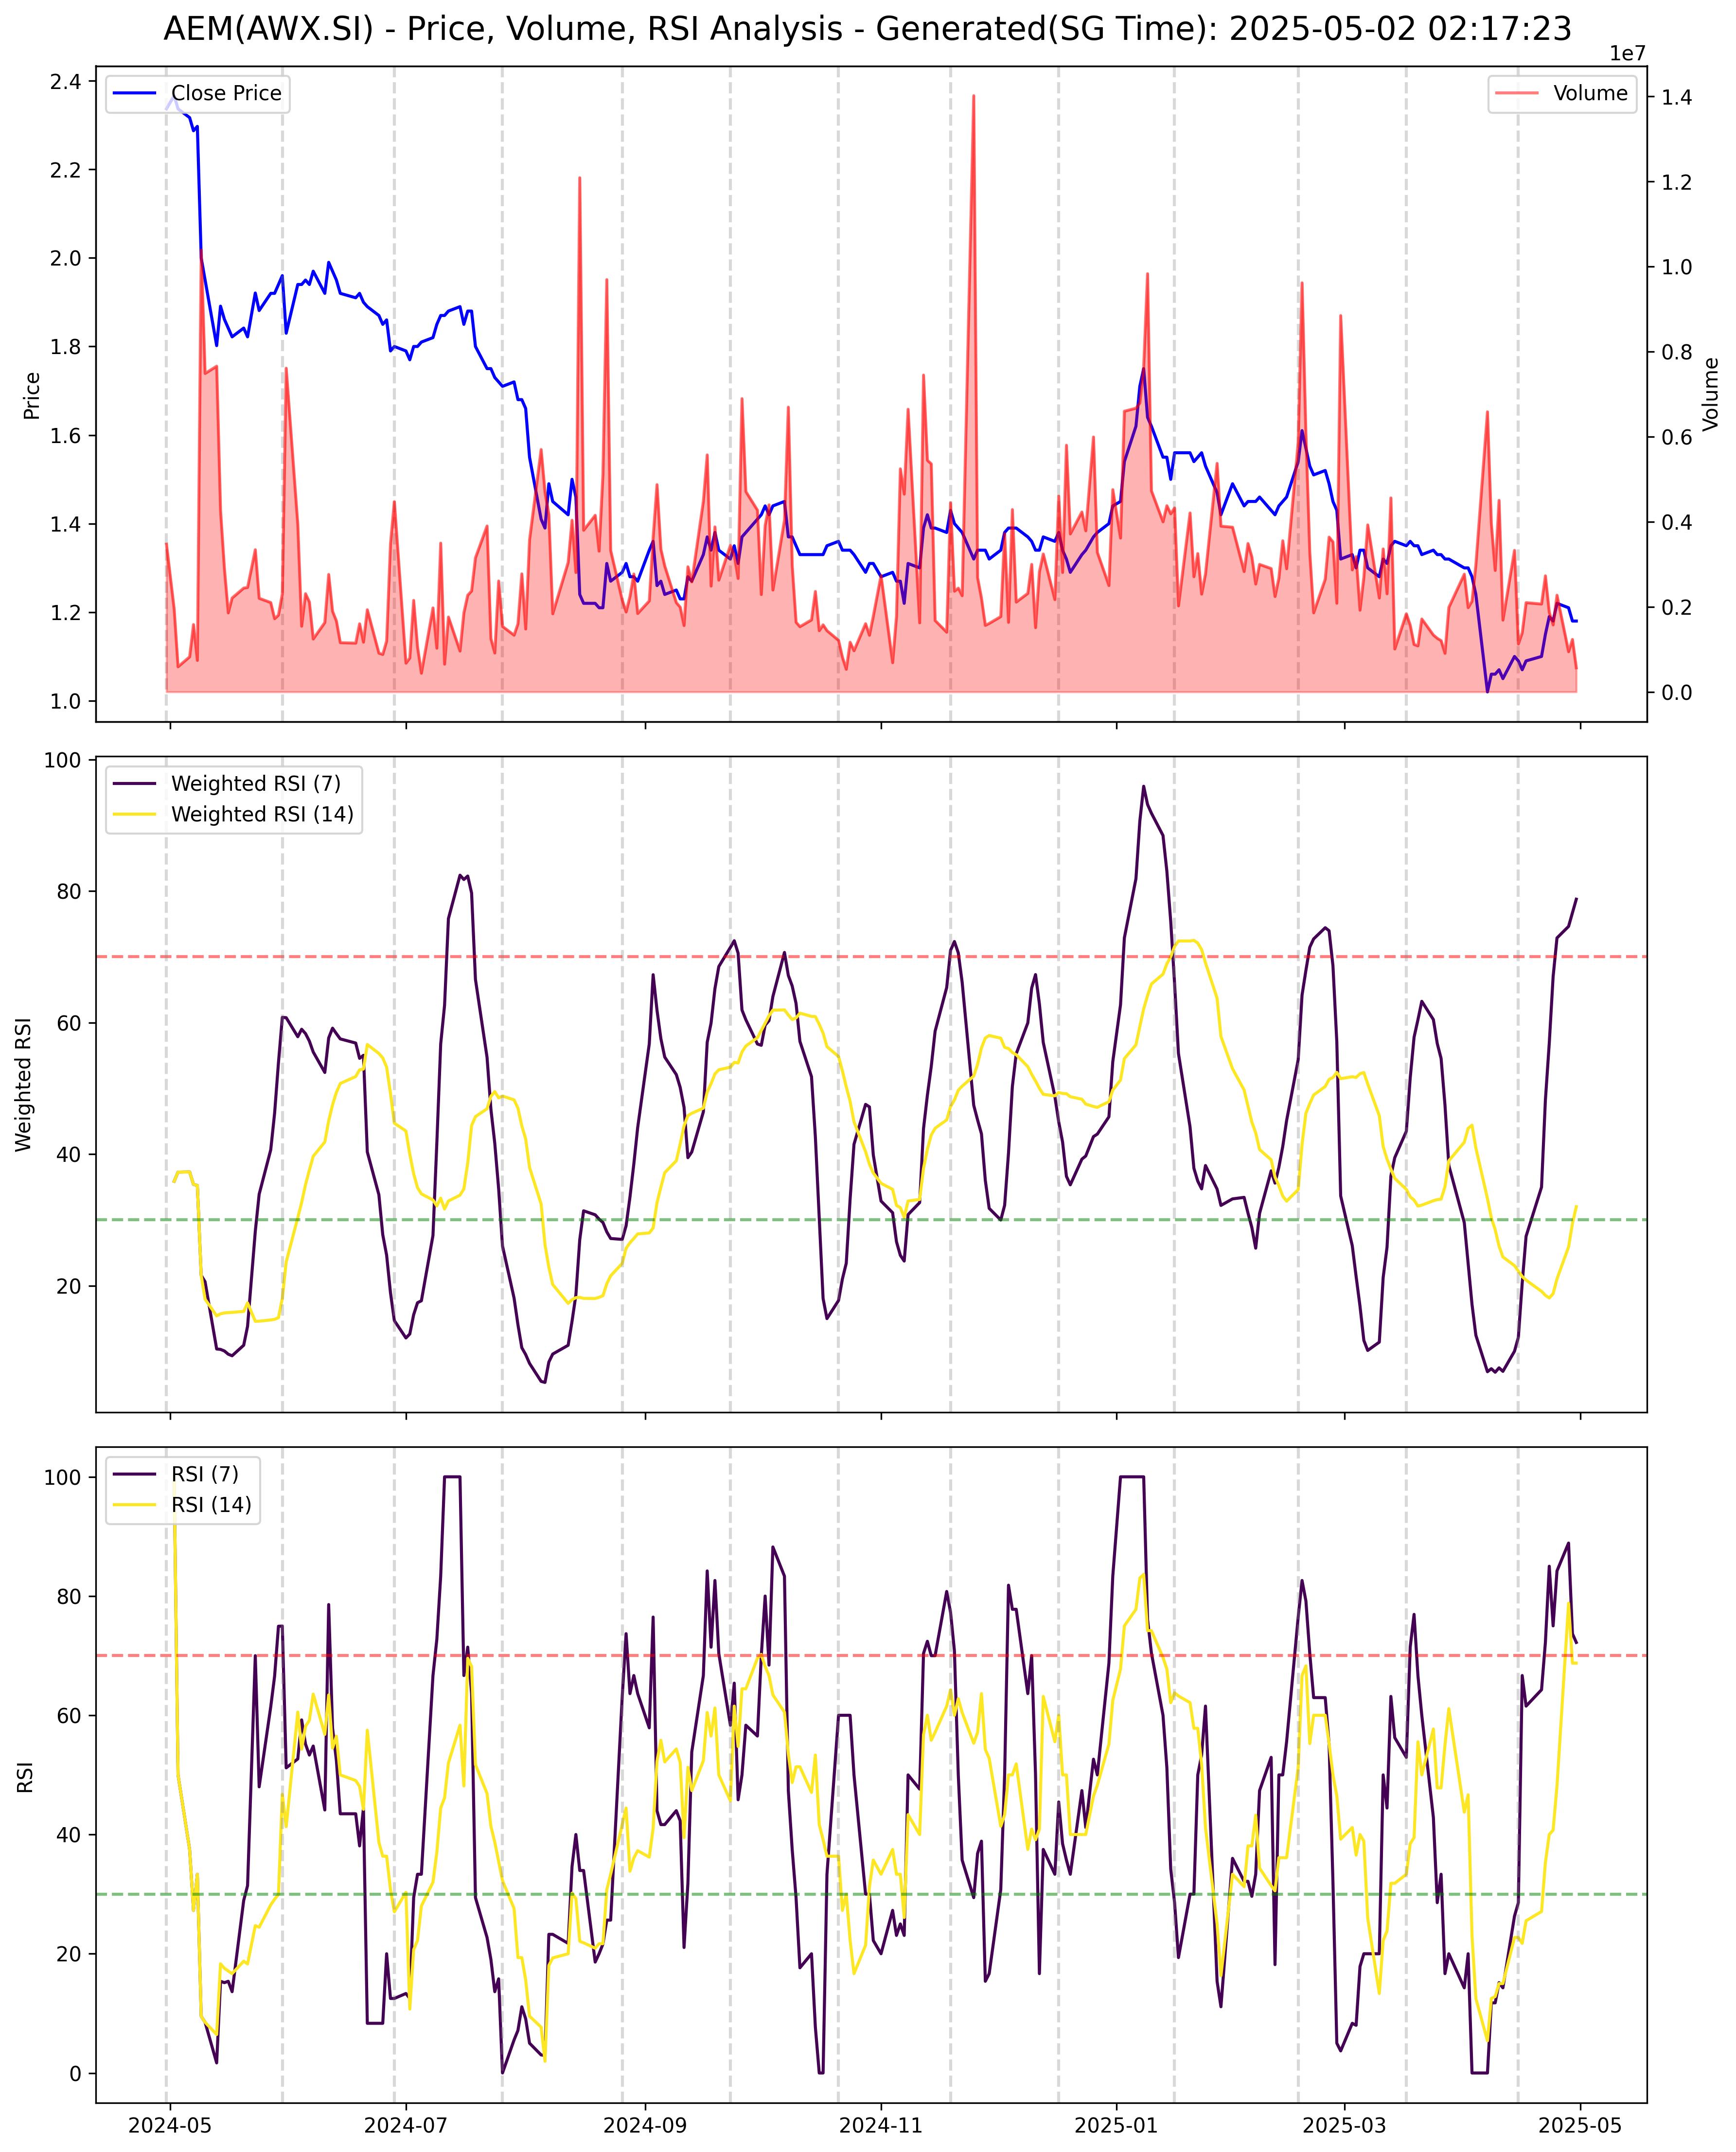 AEM(AWX.SI) - Price, Volume, RSI Analysis - Generated(SG Time): 2025-05-02 02:17:23
1e7
Close Price
Volume
2.4
2.2
2.0
1.8
1.6
1.4
1.2
1.0
Price
1.4
1.2
1.0
0.8
0.6
0.4
0.2
0.0
Volume
Weighted RSI (7)
Weighted RSI (14)
100
80
60
40
20
Weighted RSI
RSI (7)
RSI (14)
100
80
60
40
20
0
RSI
2024-05
2024-07
2024-09
2024-11
2025-01
2025-03
2025-05